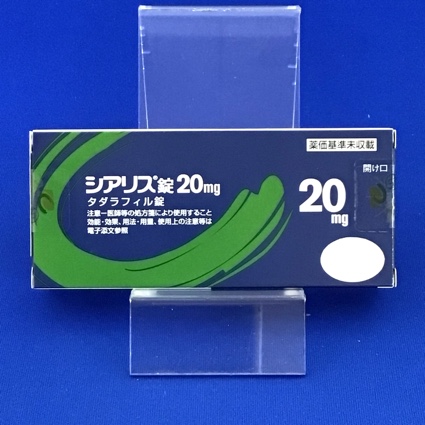 薬価基準未収載
開け口
シアリス錠20mg
タダラフィル錠
注意－医師等の処方箋により使用すること
効能・効果、用法・用量、使用上の注意等は
電子添文参照
20
mg